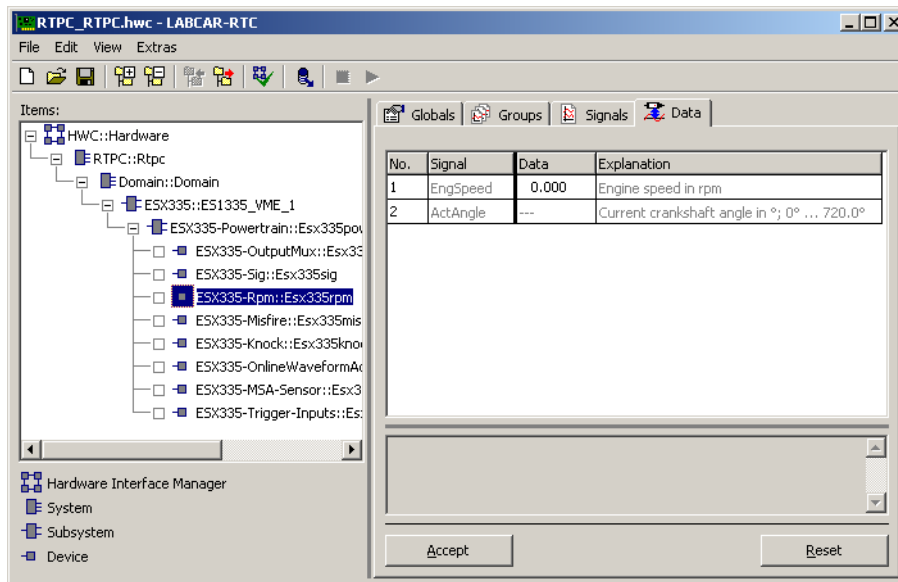 RTPC_RTPC.hwc - LABCAR-RTC
File Edit View Extras
Items:
HWC::Hardware
RTPC::Rtpc
Domain::Domain
ESX335::ES1335_VME_1
ESX335-Powertrain::Esx335pow
ESX335-OutputMux::Esx33
ESX335-Sig::Esx335sig
ESX335-Rpm::Esx335rpm
ESX335-Misfire::Esx335mis
ESX335-Knock::Esx335kno
ESX335-OnlineWaveformAd
ESX335-MSA-Sensor::Esx3
ESX335-Trigger-Inputs::Es
Hardware Interface Manager
System
Subsystem
Device
Globals Groups Signals Data
No. Signal Data Explanation
1 EngSpeed 0.000 Engine speed in rpm
2 ActAngle --- Current crankshaft angle in °; 0° ... 720.0°
Accept Reset